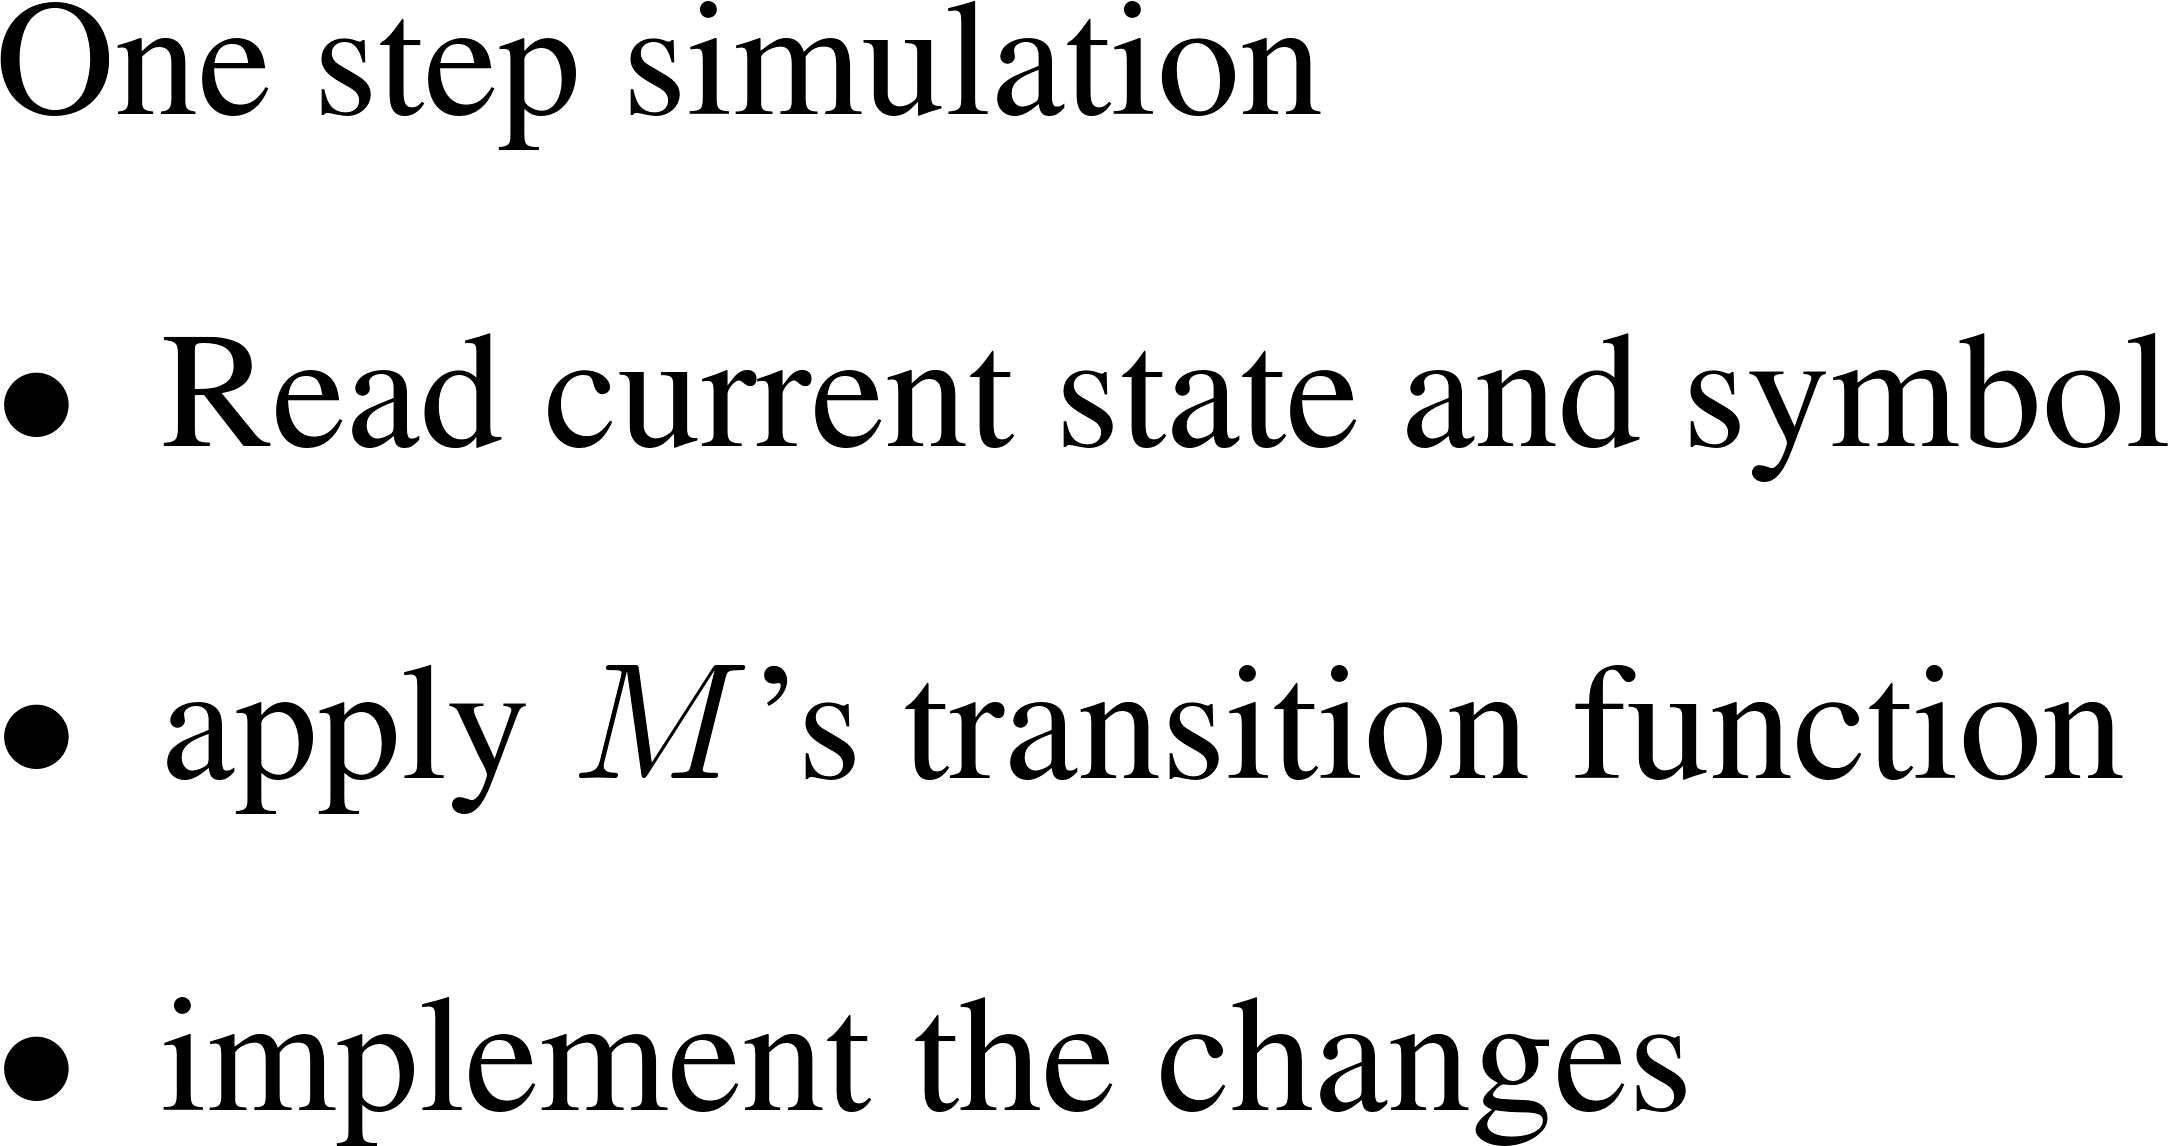 One step simulation
• Read current state and symbol
• apply M’s transition function
• implement the changes